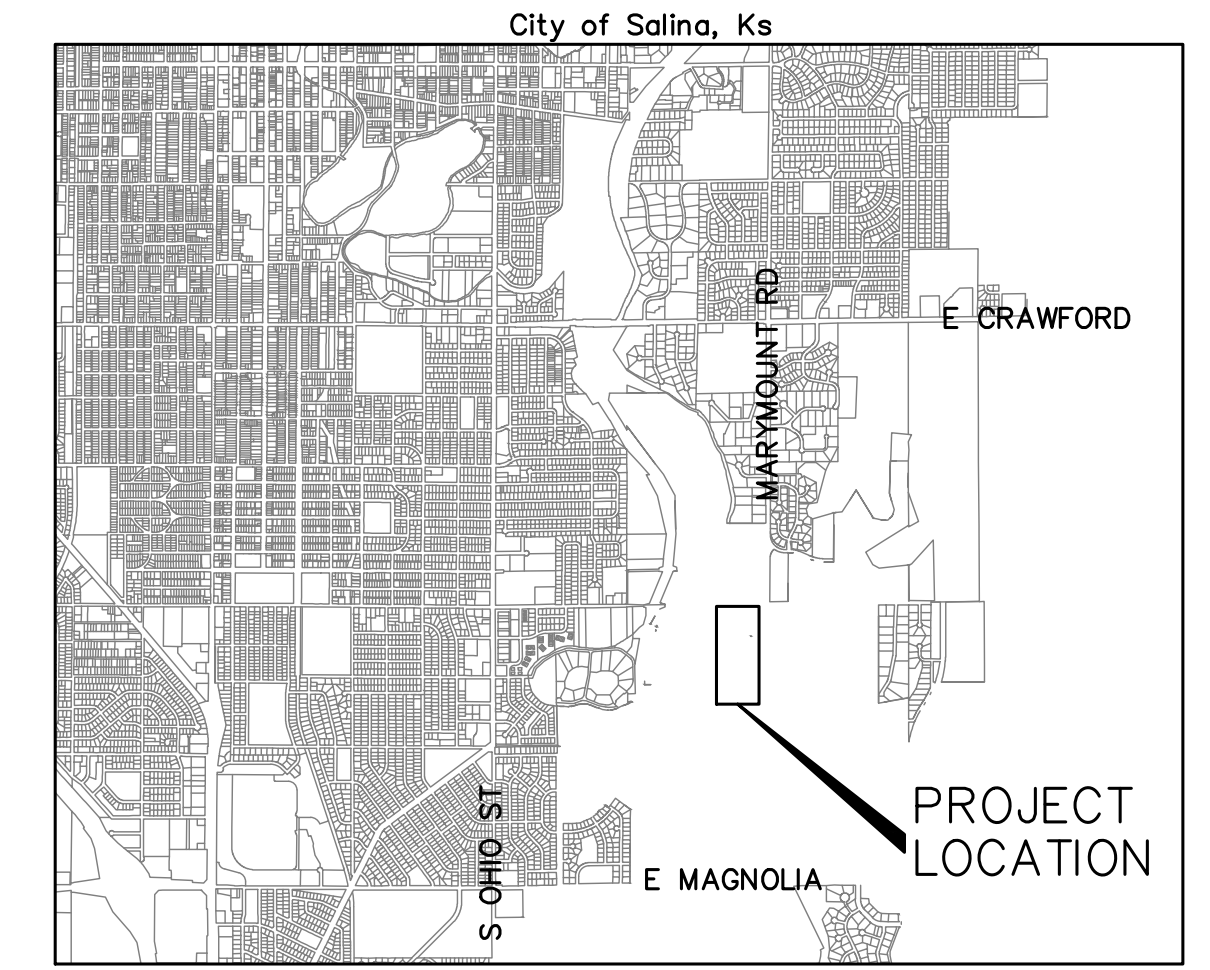 City of Salina, Ks
MARYMOUNT RD
E CRAWFORD
PROJECT
LOCATION
S OHIO ST
E MAGNOLIA